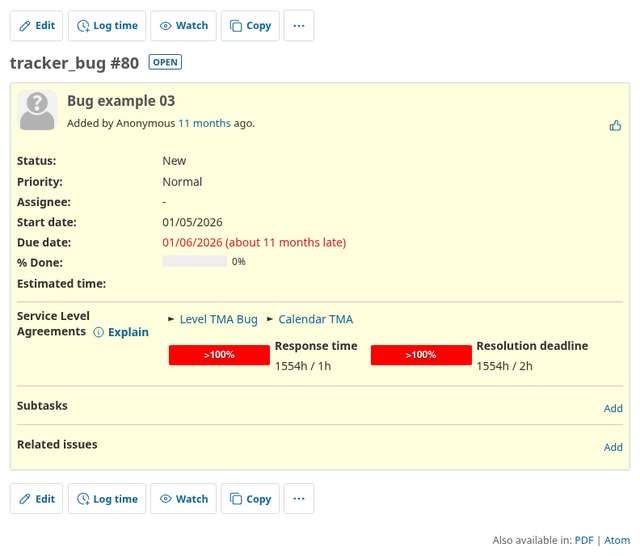 Edit Log time Watch Copy ...
tracker_bug #80 OPEN
Bug example 03
Added by Anonymous 11 months ago.
Status: New
Priority: Normal
Assignee: -
Start date: 01/05/2026
Due date: 01/06/2026 (about 11 months late)
% Done: 0%
Estimated time:
Service Level Agreements Explain ► Level TMA Bug ► Calendar TMA
>100% Response time >100% Resolution deadline
1554h / 1h 1554h / 2h
Subtasks Add
Related issues Add
Edit Log time Watch Copy ...
Also available in: PDF | Atom